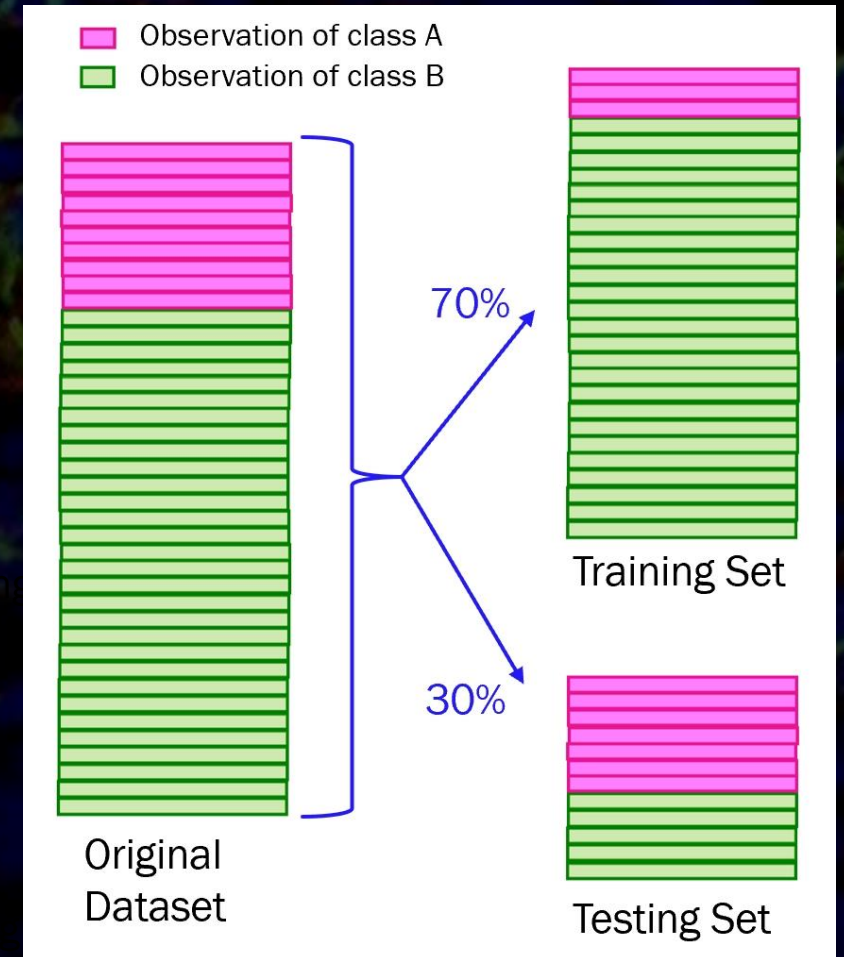 Observation of class A
Observation of class B
70%
30%
Training Set
Original
Dataset
Testing Set